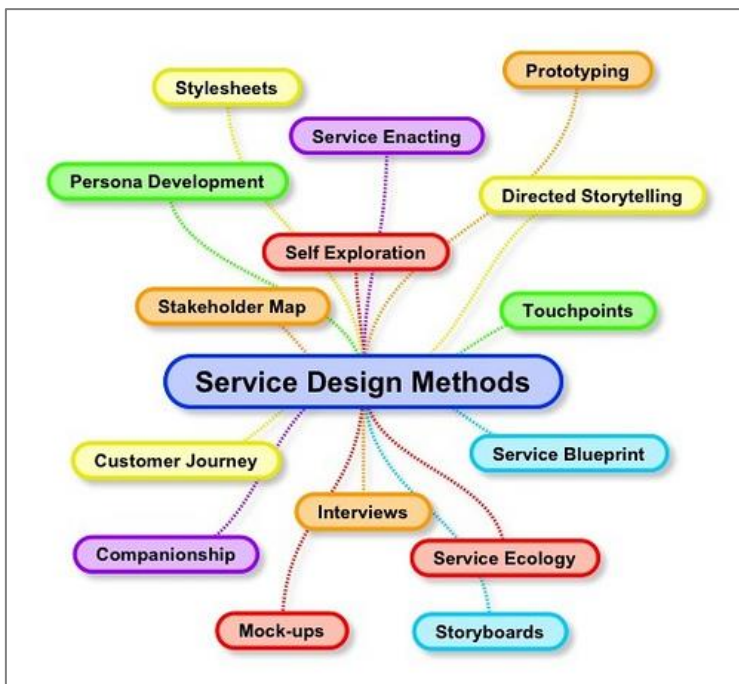 Prototyping
Stylesheets
Service Enacting
Persona Development
Directed Storytelling
Self Exploration
Stakeholder Map
Touchpoints
Service Design Methods
Service Blueprint
Customer Journey
Interviews
Companionship
Service Ecology
Mock-ups
Storyboards